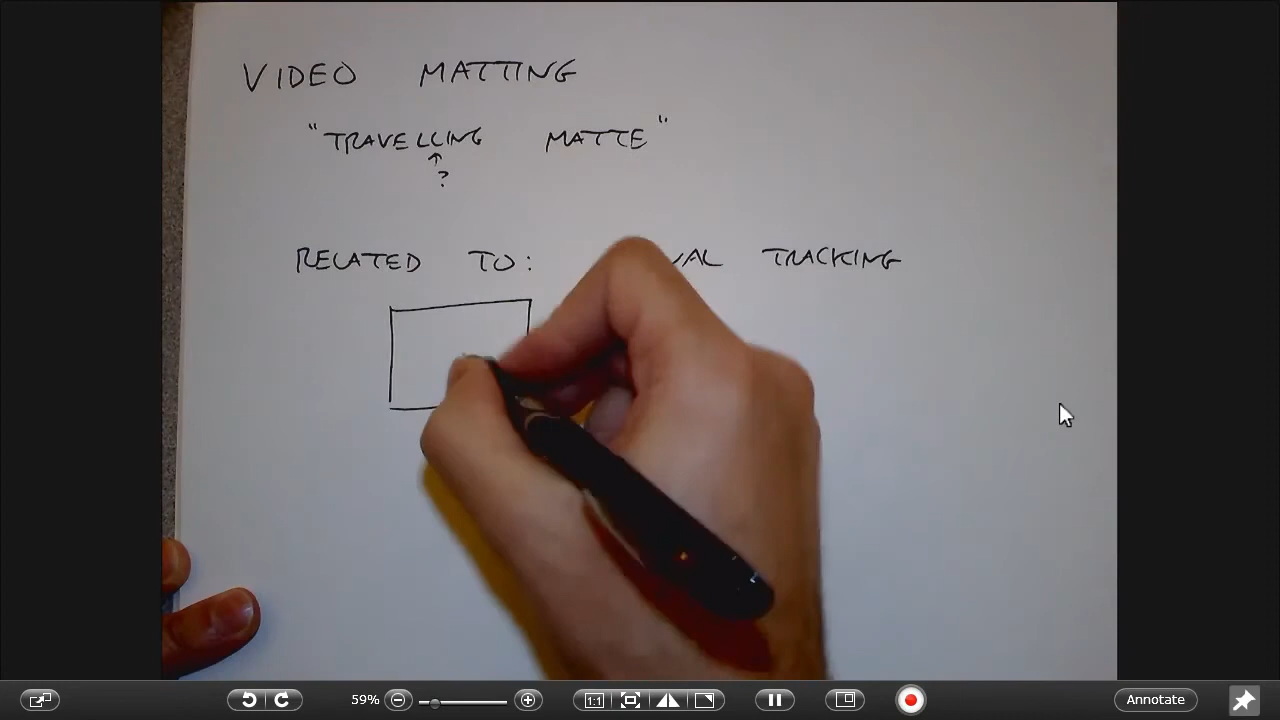 VIDEO MATTING
"TRAVELLING MATTE"
↑
?
RELATED TO: TRACKING
59%
1:1
Annotate